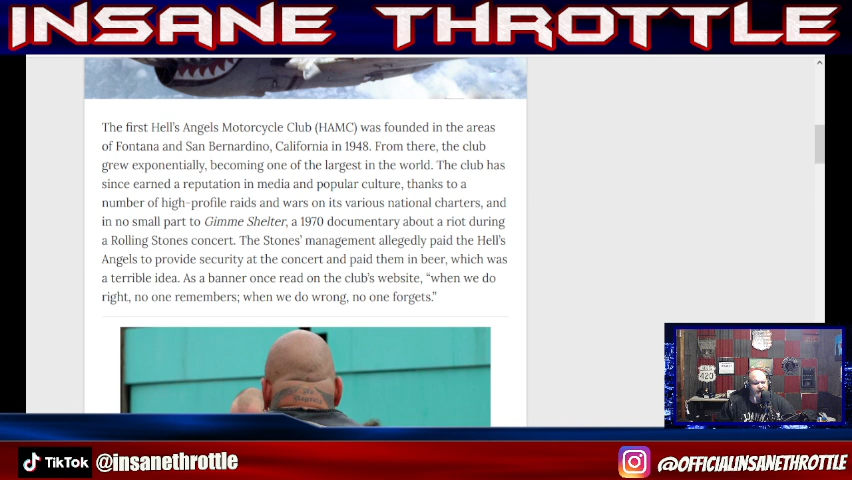 INSANE THROTTLE
The first Hell's Angels Motorcycle Club (HAMC) was founded in the areas
of Fontana and San Bernardino, California in 1948. From there, the club
grew exponentially, becoming one of the largest in the world. The club has
since earned a reputation in media and popular culture, thanks to a
number of high-profile raids and wars on its various national charters, and
in no small part to Gimme Shelter, a 1970 documentary about a riot during
a Rolling Stones concert. The Stones' management allegedly paid the Hell's
Angels to provide security at the concert and paid them in beer, which was
a terrible idea. As a banner once read on the club's website, “when we do
right, no one remembers; when we do wrong, no one forgets.”
420
TikTok @insanethrottle
@OFFICIALINSANETHROTTLE